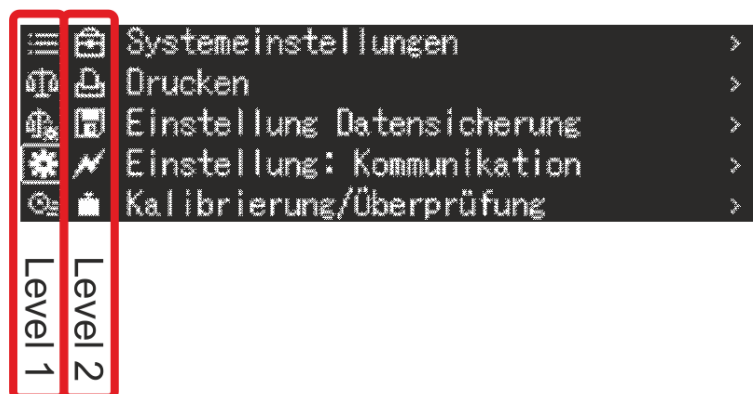 Systemeinstellungen >
Drucken >
Einstellung Datensicherung >
Einstellung: Kommunikation >
Kalibrierung/Überprüfung >
Level 1
Level 2